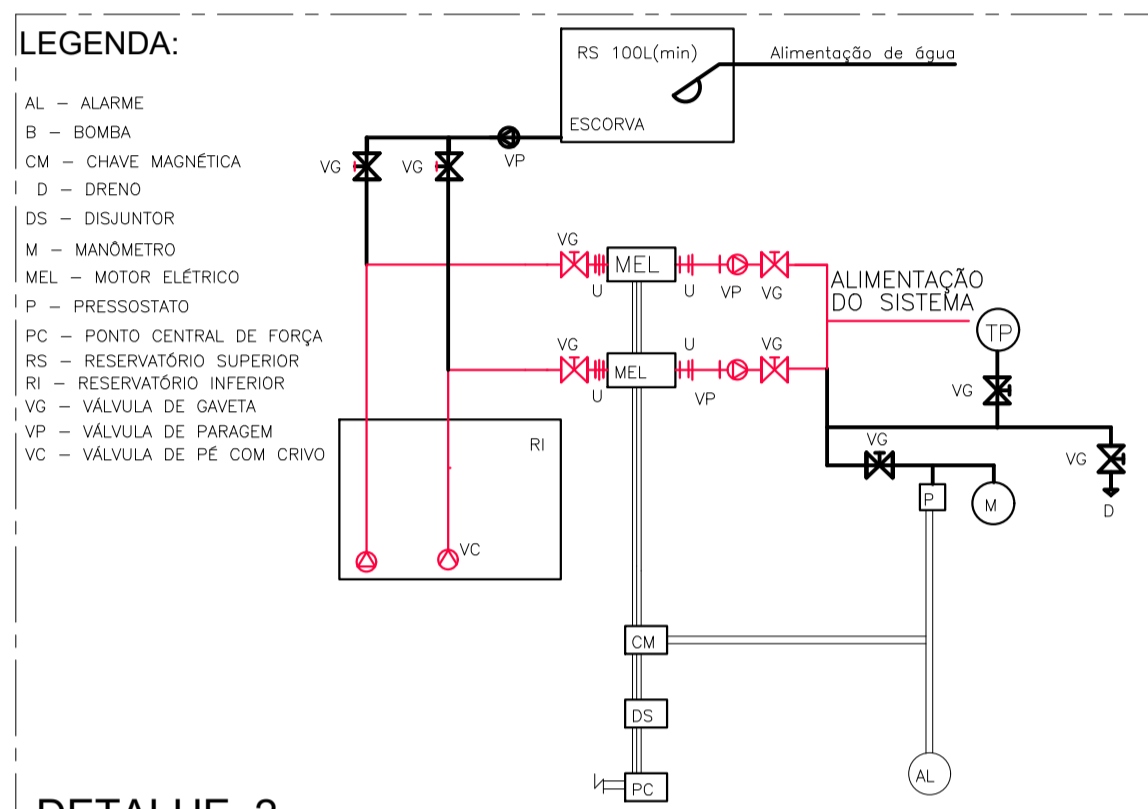 LEGENDA:
AL – ALARME
B – BOMBA
CM – CHAVE MAGNÉTICA
D – DRENO
DS – DISJUNTOR
M – MANÔMETRO
MEL – MOTOR ELÉTRICO
P – PRESSOSTATO
PC – PONTO CENTRAL DE FORÇA
RS – RESERVATÓRIO SUPERIOR
RI – RESERVATÓRIO INFERIOR
VG – VÁLVULA DE GAVETA
VP – VÁLVULA DE PARAGEM
VC – VÁLVULA DE PÉ COM CRIVO
RS 100L(min)
Alimentação de água
ESCORVA
VG
VG
VP
VG
U
MEL
U
VP
VG
ALIMENTAÇÃO
DO SISTEMA
TP
VG
U
MEL
U
VP
VG
VG
VG
VG
D
P
M
RI
VC
CM
DS
PC
AL